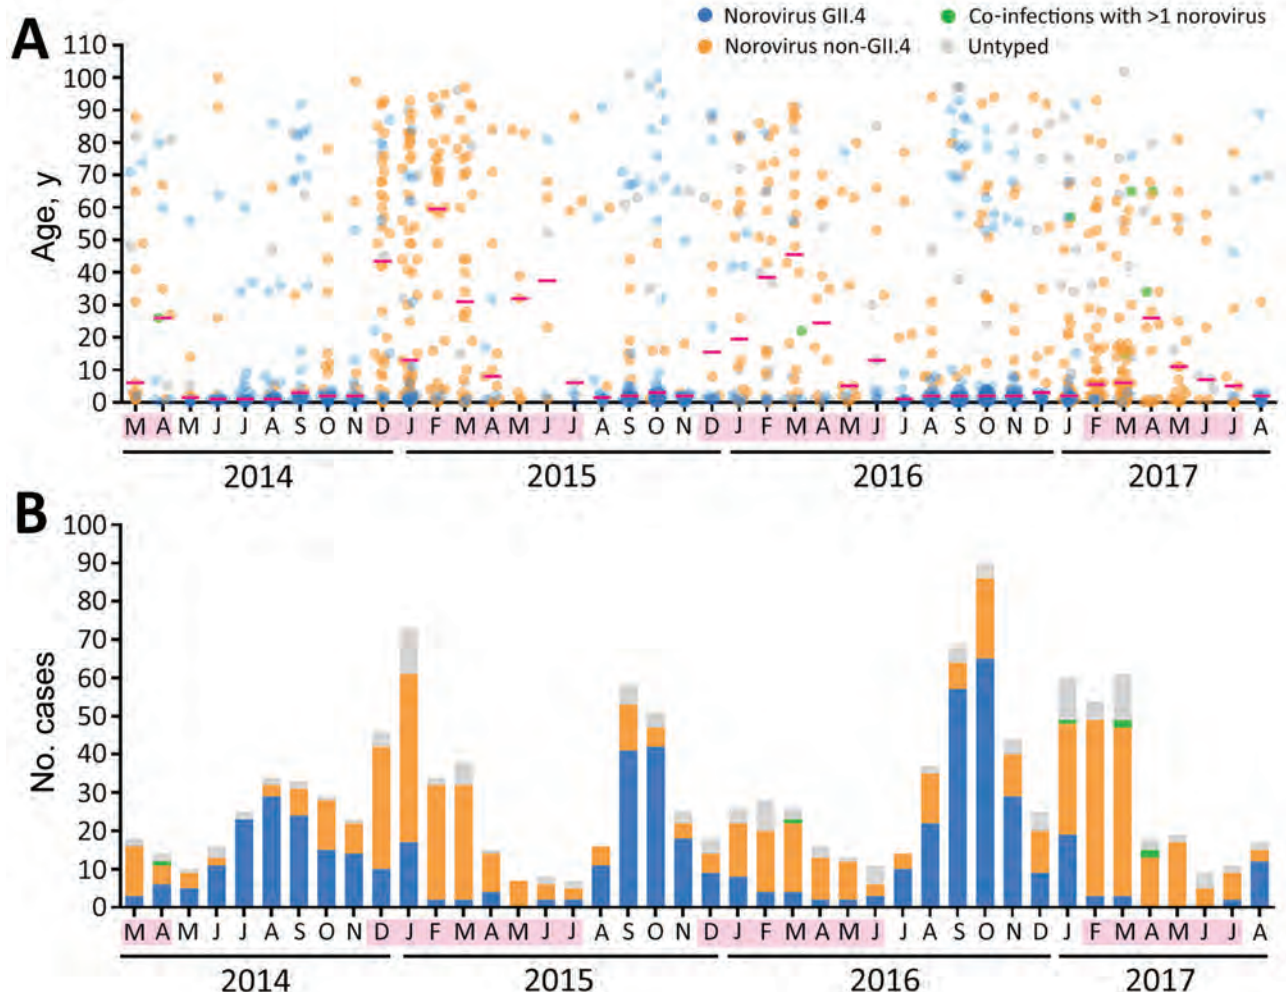 A
Norovirus GII.4
Co-infections with >1 norovirus
Norovirus non-GII.4
Untyped
Age, y
110
100
90
80
70
60
50
40
30
20
10
0
M A M J J A S O N D J F M A M J J A S O N D J F M A M J J A S O N D J F M A M J J A
2014 2015 2016 2017
B
No. cases
100
90
80
70
60
50
40
30
20
10
0
M A M J J A S O N D J F M A M J J A S O N D J F M A M J J A S O N D J F M A M J J A
2014 2015 2016 2017